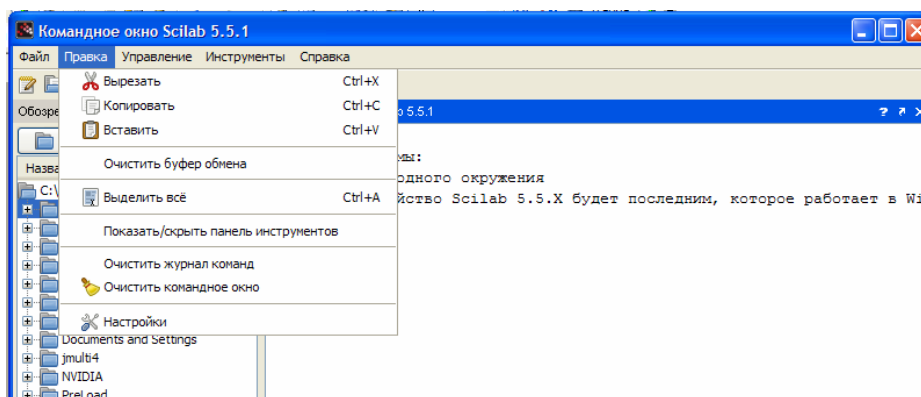 Командное окно Scilab 5.5.1
Файл Правка Управление Инструменты Справка
Вырезать Ctrl+X
Обозре Копировать Ctrl+C b 5.5.1 ?
Вставить Ctrl+V
Назва Очистить буфер обмена мы:
одного окружения
C:\ Выделить всё Ctrl+A йство Scilab 5.5.X будет последним, которое работает в Wi
Показать/скрыть панель инструментов
Очистить журнал команд
Очистить командное окно
Настройки
Documents and Settings
jmulti4
NVIDIA
PreLoad